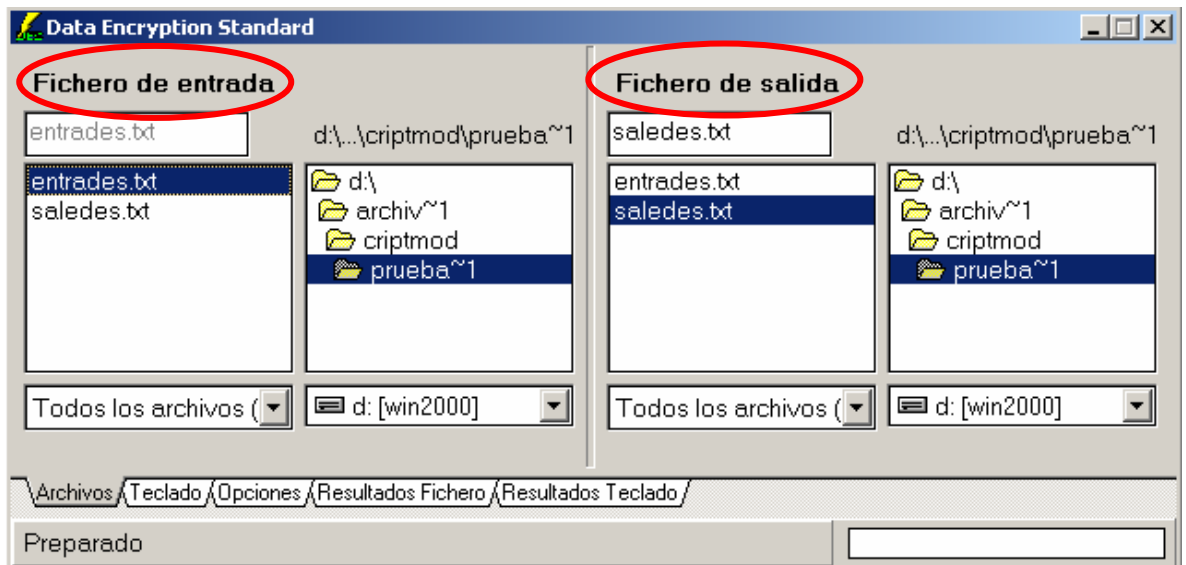 Data Encryption Standard
Fichero de entrada
entrades.txt
d:\...\criptmod\prueba~1
entrades.txt
saledes.txt
d:\
archiv~1
criptmod
prueba~1
Todos los archivos (
d: [win2000]
Fichero de salida
saledes.txt
d:\...\criptmod\prueba~1
entrades.txt
saledes.txt
d:\
archiv~1
criptmod
prueba~1
Todos los archivos (
d: [win2000]
Archivos Teclado Opciones Resultados Fichero Resultados Teclado
Preparado